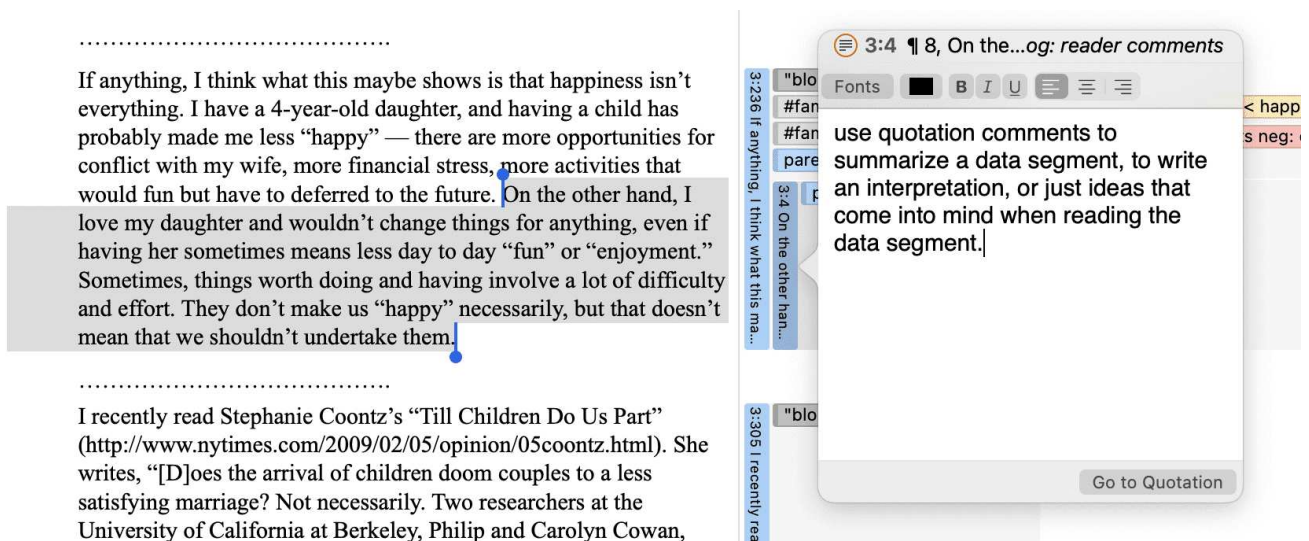 …………………………………
If anything, I think what this maybe shows is that happiness isn’t
everything. I have a 4-year-old daughter, and having a child has
probably made me less “happy” — there are more opportunities for
conflict with my wife, more financial stress, more activities that
would fun but have to deferred to the future. On the other hand, I
love my daughter and wouldn’t change things for anything, even if
having her sometimes means less day to day “fun” or “enjoyment.”
Sometimes, things worth doing and having involve a lot of difficulty
and effort. They don’t make us “happy” necessarily, but that doesn’t
mean that we shouldn’t undertake them.
…………………………………
I recently read Stephanie Coontz’s “Till Children Do Us Part”
(http://www.nytimes.com/2009/02/05/opinion/05coontz.html). She
writes, “[D]oes the arrival of children doom couples to a less
satisfying marriage? Not necessarily. Two researchers at the
University of California at Berkeley, Philip and Carolyn Cowan,
3:236 If anything, I think what this ma...
3:4 On the other han...
3:305 I recently rea
"blo
#fan
#fan
pare
p
"blo
3:4 ¶ 8, On the...og: reader comments
Fonts B I U
use quotation comments to
summarize a data segment, to write
an interpretation, or just ideas that
come into mind when reading the
data segment.
Go to Quotation
< happ
s neg: